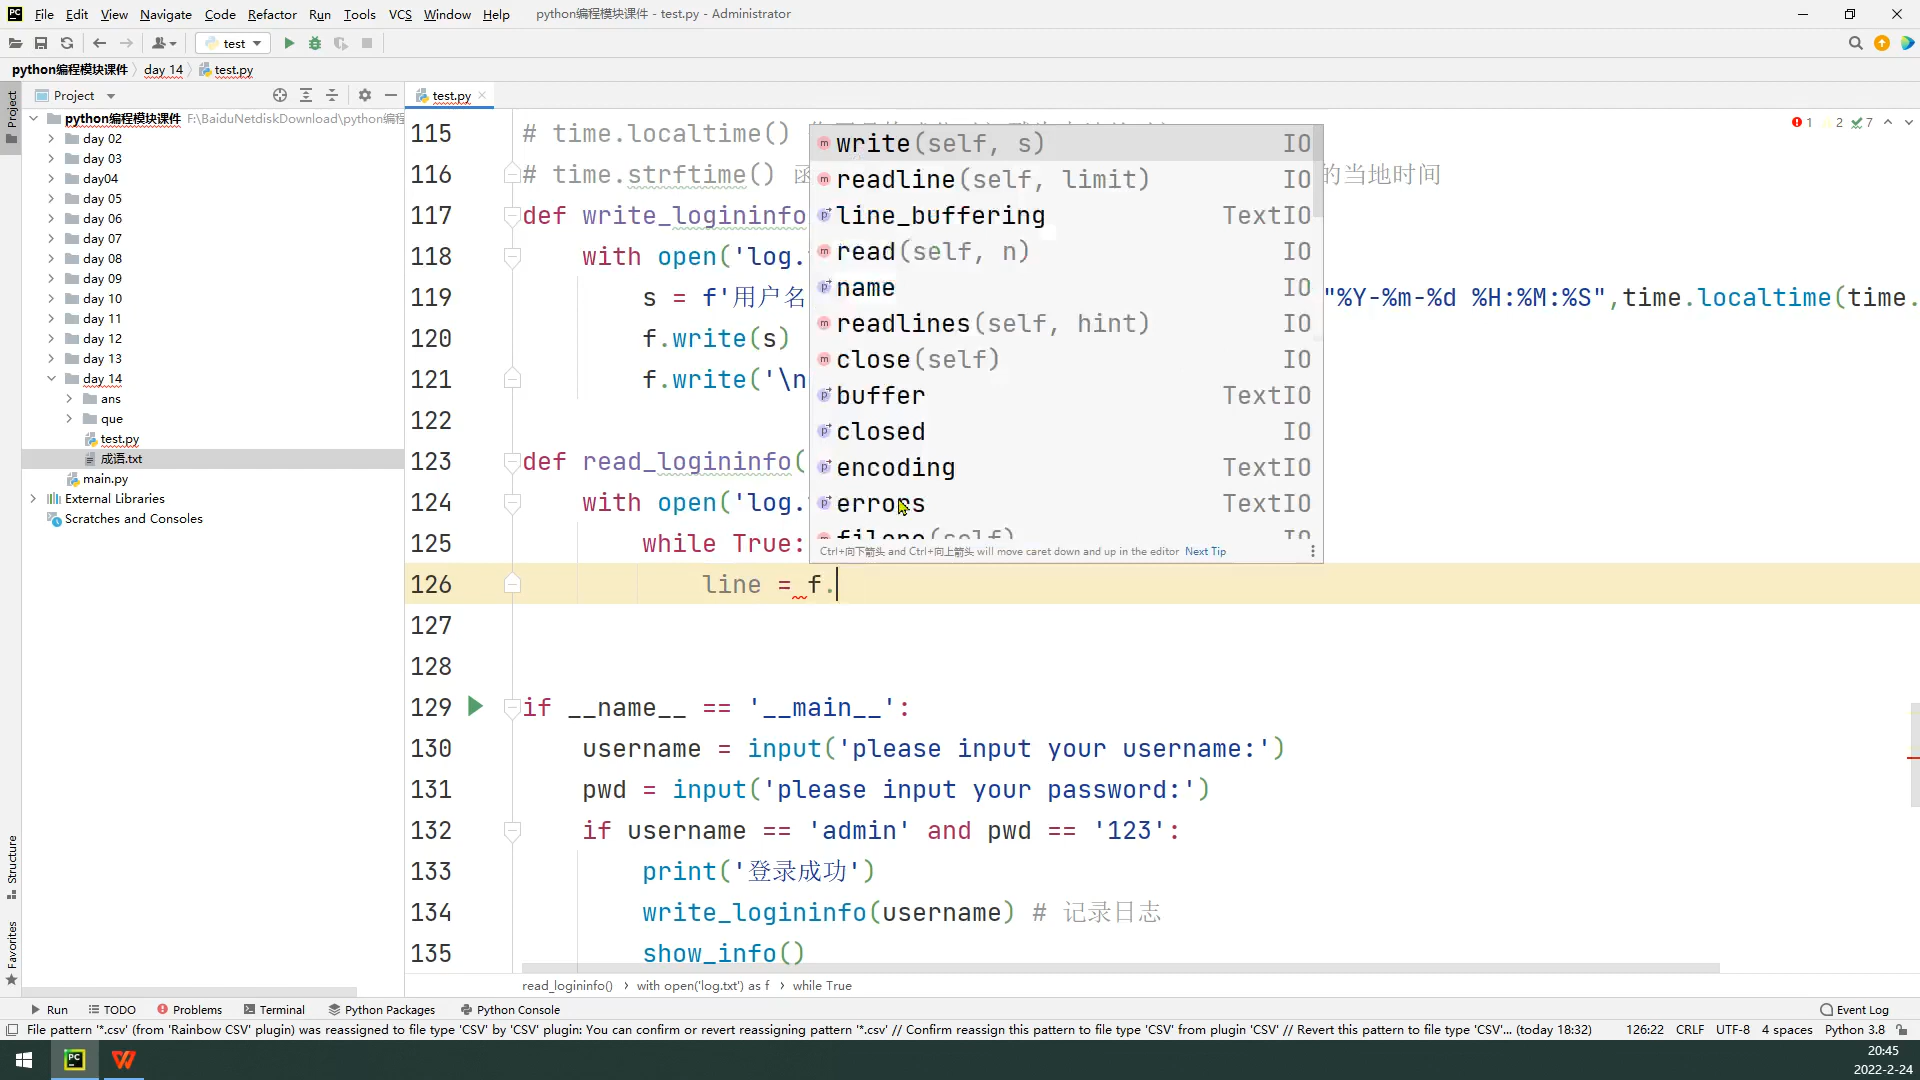 File Edit View Navigate Code Refactor Run Tools VCS Window Help python编程模块课件 - test.py - Administrator
test
python编程模块课件 day 14 test.py
Project
test.py
Project
python编程模块课件 F:\BaiduNetdiskDownload\python编程
day 02
day 03
day04
day 05
day 06
day 07
day 08
day 09
day 10
day 11
day 12
day 13
day 14
ans
que
test.py
成语.txt
main.py
External Libraries
Scratches and Consoles
Structure
Favorites
1 2 7
115 # time.localtime()
116 # time.strftime() 函 的当地时间
117 def write_logininfo
118 with open('log.
119 s = f'用户名 "%Y-%m-%d %H:%M:%S",time.localtime(time.
120 f.write(s)
121 f.write('\n
122
123 def read_logininfo(
124 with open('log.
125 while True:
126 line = f.
127
128
129 if __name__ == '__main__':
130 username = input('please input your username:')
131 pwd = input('please input your password:')
132 if username == 'admin' and pwd == '123':
133 print('登录成功')
134 write_logininfo(username) # 记录日志
135 show_info()
write(self, s) IO
readline(self, limit) IO
line_buffering TextIO
read(self, n) IO
name IO
readlines(self, hint) IO
close(self) IO
buffer TextIO
closed IO
encoding TextIO
errors TextIO
fileno(self) IO
Ctrl+向下箭头 and Ctrl+向上箭头 will move caret down and up in the editor Next Tip
read_logininfo() with open('log.txt') as f while True
Run TODO Problems Terminal Python Packages Python Console Event Log
File pattern '*.csv' (from 'Rainbow CSV' plugin) was reassigned to file type 'CSV' by 'CSV' plugin: You can confirm or revert reassigning pattern '*.csv' // Confirm reassign this pattern to file type 'CSV' from plugin 'CSV' // Revert this pattern to file type 'CSV'... (today 18:32) 126:22 CRLF UTF-8 4 spaces Python 3.8
20:45
2022-2-24